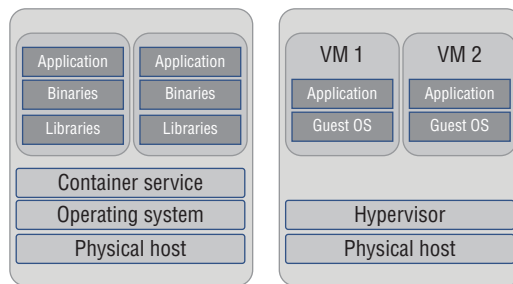 Application
Binaries
Libraries
Application
Binaries
Libraries
Container service
Operating system
Physical host
VM 1
Application
Guest OS
VM 2
Application
Guest OS
Hypervisor
Physical host